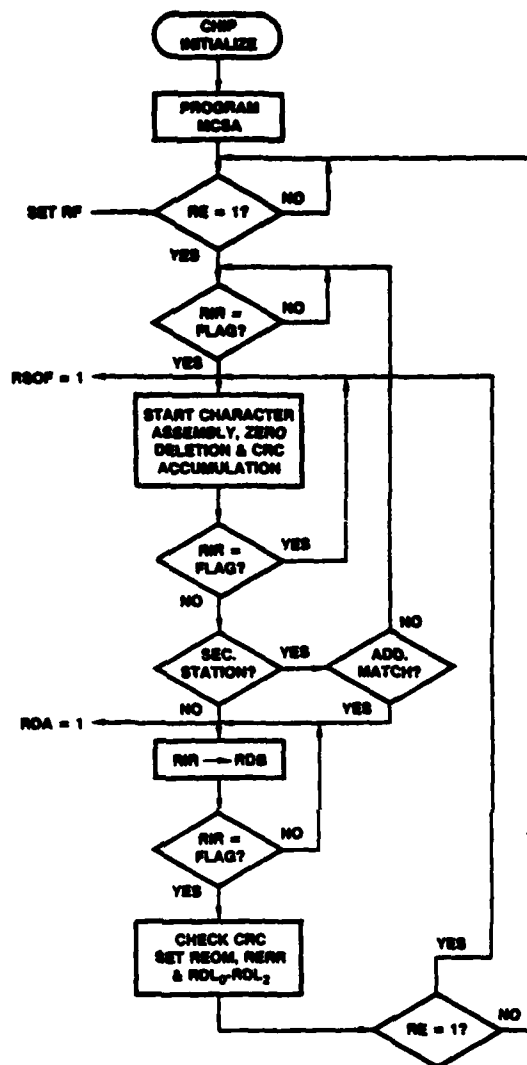 CHIP
INITIALIZE
PROGRAM
MCSA
SET RF
RE = 1?
NO
YES
RIR =
FLAG?
NO
YES
RSOF = 1
START CHARACTER
ASSEMBLY, ZERO
DELETION & CRC
ACCUMULATION
RIR =
FLAG?
YES
NO
SEC.
STATION?
YES
ADD.
MATCH?
NO
YES
NO
RDA = 1
RIR → RDB
RIR =
FLAG?
NO
YES
CHECK CRC
SET REOM, RERR
& RDL₀-RDL₂
YES
RE = 1?
NO